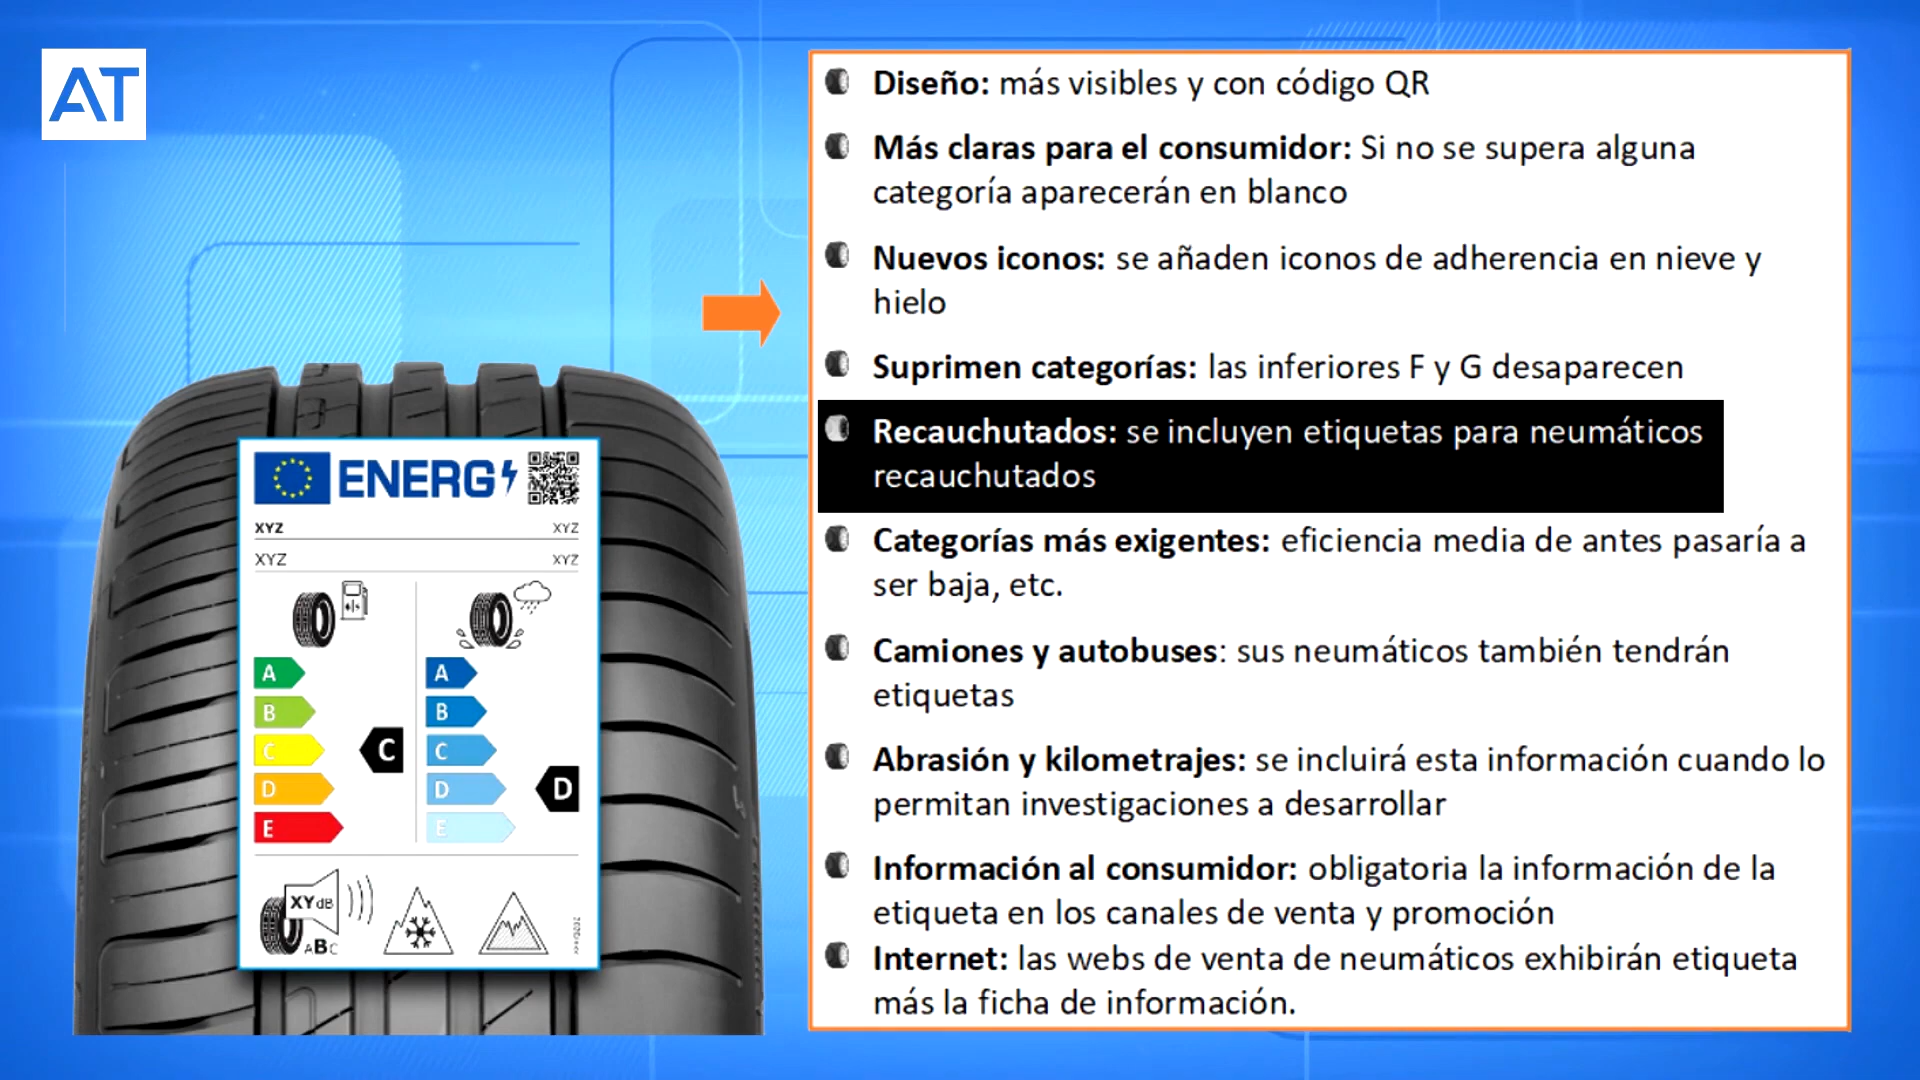 AT
Diseño: más visibles y con código QR
Más claras para el consumidor: Si no se supera alguna
categoría aparecerán en blanco
Nuevos iconos: se añaden iconos de adherencia en nieve y
hielo
Suprimen categorías: las inferiores F y G desaparecen
Recauchutados: se incluyen etiquetas para neumáticos
recauchutados
Categorías más exigentes: eficiencia media de antes pasaría a
ser baja, etc.
Camiones y autobuses: sus neumáticos también tendrán
etiquetas
Abrasión y kilometrajes: se incluirá esta información cuando lo
permitan investigaciones a desarrollar
Información al consumidor: obligatoria la información de la
etiqueta en los canales de venta y promoción
Internet: las webs de venta de neumáticos exhibirán etiqueta
más la ficha de información.
ENERG
XYZ XYZ
XYZ XYZ
A A
B B
C C C
D D D
E E
XY dB
ABC